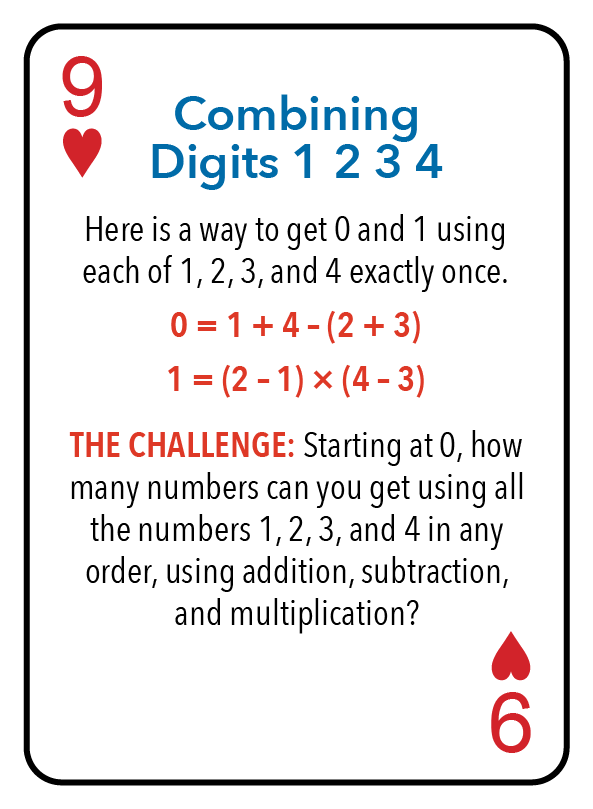 9
Combining
Digits 1 2 3 4
Here is a way to get 0 and 1 using
each of 1, 2, 3, and 4 exactly once.
0 = 1 + 4 – (2 + 3)
1 = (2 – 1) × (4 – 3)
THE CHALLENGE: Starting at 0, how
many numbers can you get using all
the numbers 1, 2, 3, and 4 in any
order, using addition, subtraction,
and multiplication?
9